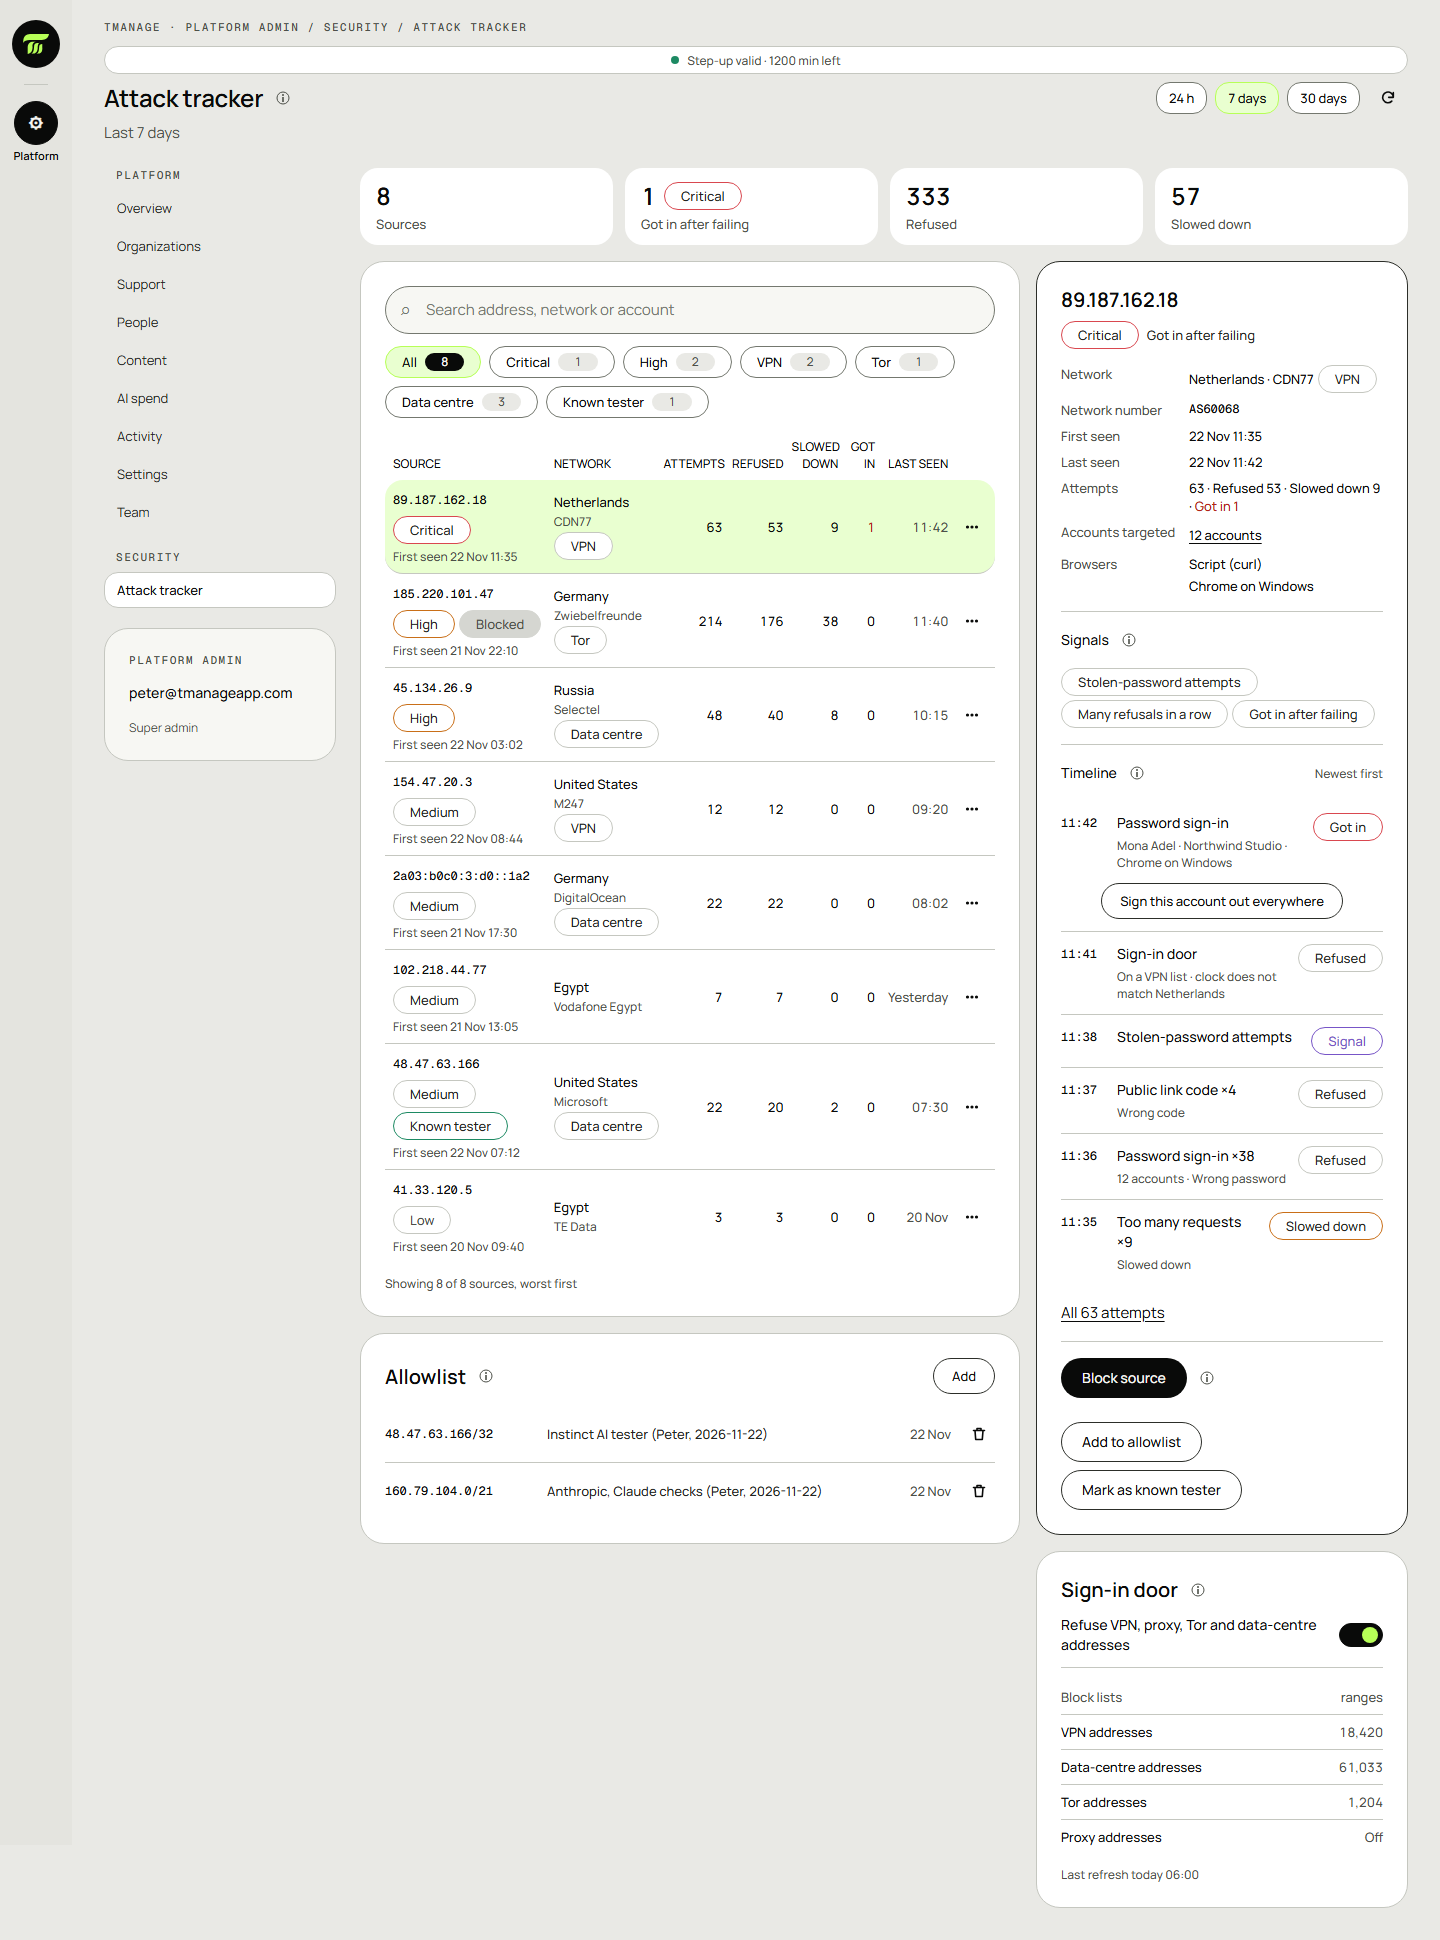 TMANAGE · PLATFORM ADMIN / SECURITY / ATTACK TRACKER
Step-up valid · 1200 min left
Attack tracker
24 h
7 days
30 days
Last 7 days
Platform
PLATFORM
Overview
Organizations
Support
People
Content
AI spend
Activity
Settings
Team
SECURITY
Attack tracker
PLATFORM ADMIN
peter@tmanageapp.com
Super admin
8
Sources
1 Critical
Got in after failing
333
Refused
57
Slowed down
Search address, network or account
All 8
Critical 1
High 2
VPN 2
Tor 1
Data centre 3
Known tester 1
SOURCE NETWORK ATTEMPTS REFUSED SLOWED DOWN GOT IN LAST SEEN
89.187.162.18
Critical
First seen 22 Nov 11:35
Netherlands
CDN77
VPN
63 53 9 1 11:42
185.220.101.47
High Blocked
First seen 21 Nov 22:10
Germany
Zwiebelfreunde
Tor
214 176 38 0 11:40
45.134.26.9
High
First seen 22 Nov 03:02
Russia
Selectel
Data centre
48 40 8 0 10:15
154.47.20.3
Medium
First seen 22 Nov 08:44
United States
M247
VPN
12 12 0 0 09:20
2a03:b0c0:3:d0::1a2
Medium
First seen 21 Nov 17:30
Germany
DigitalOcean
Data centre
22 22 0 0 08:02
102.218.44.77
Medium
First seen 21 Nov 13:05
Egypt
Vodafone Egypt
7 7 0 0 Yesterday
48.47.63.166
Medium
Known tester
First seen 22 Nov 07:12
United States
Microsoft
Data centre
22 20 2 0 07:30
41.33.120.5
Low
First seen 20 Nov 09:40
Egypt
TE Data
3 3 0 0 20 Nov
Showing 8 of 8 sources, worst first
Allowlist
Add
48.47.63.166/32 Instinct AI tester (Peter, 2026-11-22) 22 Nov
160.79.104.0/21 Anthropic, Claude checks (Peter, 2026-11-22) 22 Nov
89.187.162.18
Critical Got in after failing
Network Netherlands · CDN77 VPN
Network number AS60068
First seen 22 Nov 11:35
Last seen 22 Nov 11:42
Attempts 63 · Refused 53 · Slowed down 9
· Got in 1
Accounts targeted 12 accounts
Browsers Script (curl)
Chrome on Windows
Signals
Stolen-password attempts
Many refusals in a row
Got in after failing
Timeline
Newest first
11:42 Password sign-in Got in
Mona Adel · Northwind Studio ·
Chrome on Windows
Sign this account out everywhere
11:41 Sign-in door Refused
On a VPN list · clock does not
match Netherlands
11:38 Stolen-password attempts Signal
11:37 Public link code ×4 Refused
Wrong code
11:36 Password sign-in ×38 Refused
12 accounts · Wrong password
11:35 Too many requests Slowed down
×9
Slowed down
All 63 attempts
Block source
Add to allowlist
Mark as known tester
Sign-in door
Refuse VPN, proxy, Tor and data-centre
addresses
Block lists ranges
VPN addresses 18,420
Data-centre addresses 61,033
Tor addresses 1,204
Proxy addresses Off
Last refresh today 06:00